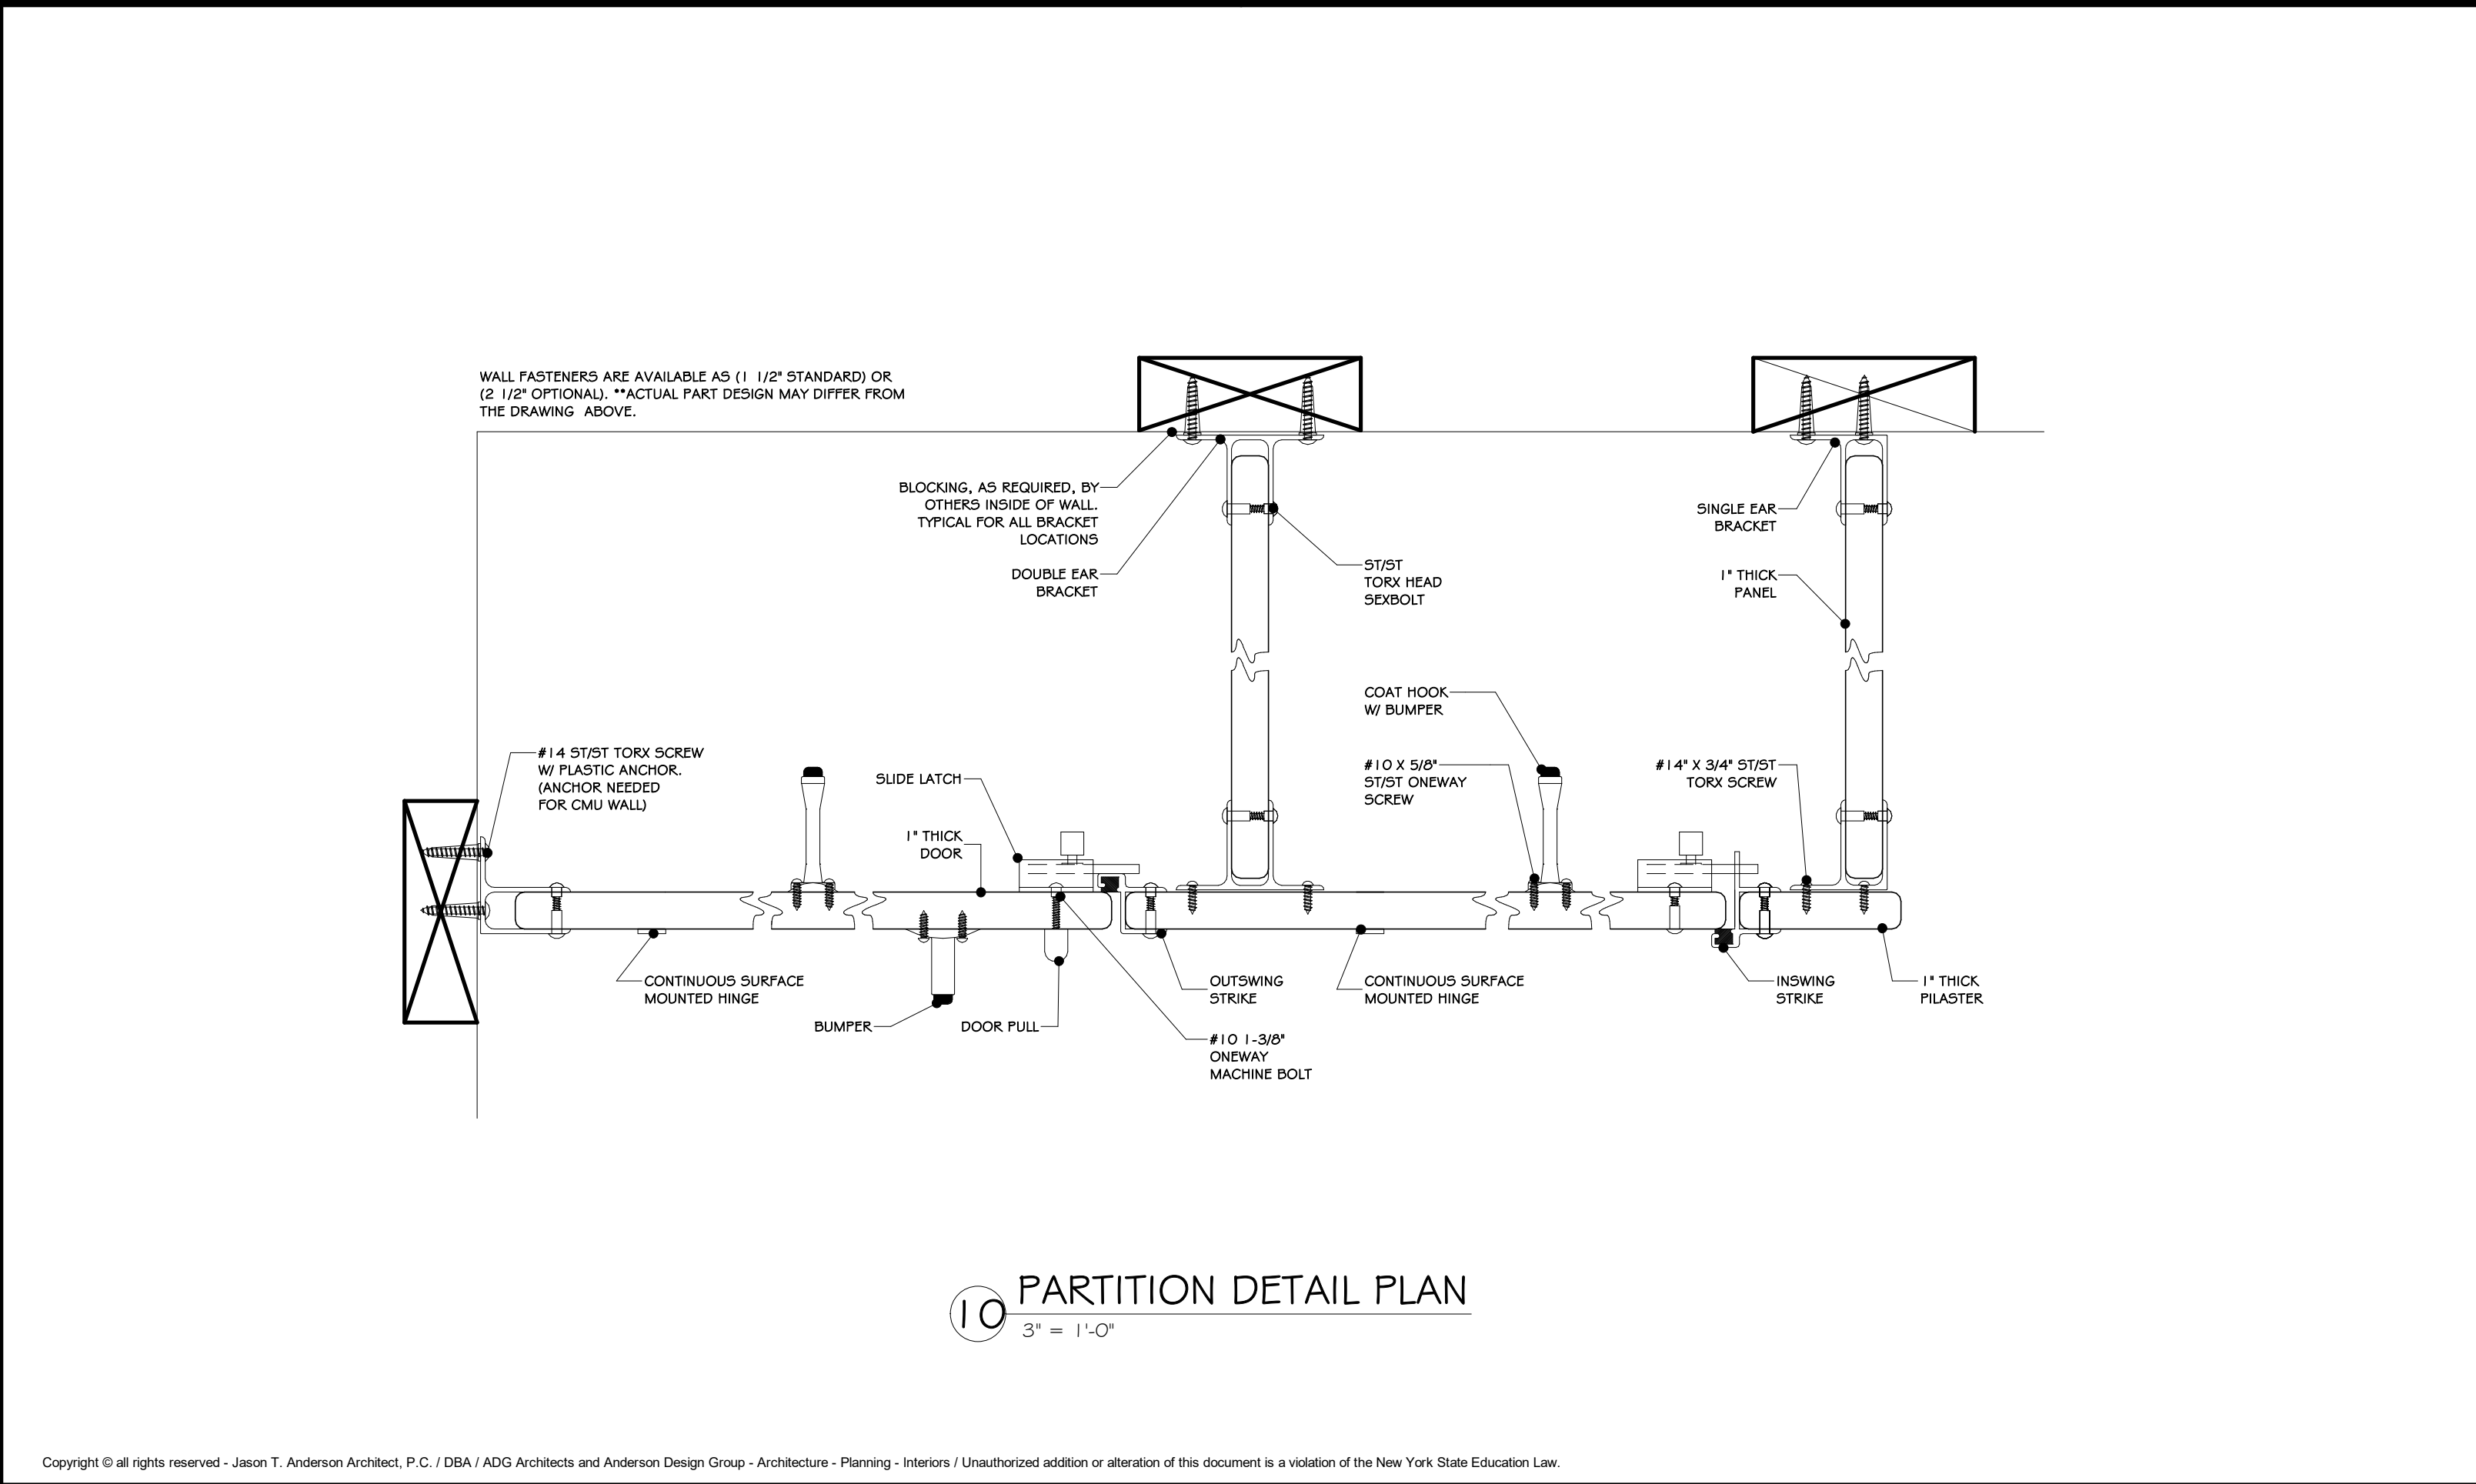 WALL FASTENERS ARE AVAILABLE AS (1 1/2" STANDARD) OR
(2 1/2" OPTIONAL). **ACTUAL PART DESIGN MAY DIFFER FROM
THE DRAWING ABOVE.
BLOCKING, AS REQUIRED, BY
OTHERS INSIDE OF WALL.
TYPICAL FOR ALL BRACKET
LOCATIONS
DOUBLE EAR
BRACKET
ST/ST
TORX HEAD
SEXBOLT
SINGLE EAR
BRACKET
1" THICK
PANEL
COAT HOOK
W/ BUMPER
#14 ST/ST TORX SCREW
W/ PLASTIC ANCHOR.
(ANCHOR NEEDED
FOR CMU WALL)
SLIDE LATCH
1" THICK
DOOR
#10 X 5/8"
ST/ST ONEWAY
SCREW
#14" X 3/4" ST/ST
TORX SCREW
CONTINUOUS SURFACE
MOUNTED HINGE
BUMPER
DOOR PULL
OUTSWING
STRIKE
#10 1-3/8"
ONEWAY
MACHINE BOLT
CONTINUOUS SURFACE
MOUNTED HINGE
INSWING
STRIKE
1" THICK
PILASTER
10
PARTITION DETAIL PLAN
3" = 1'-0"
Copyright © all rights reserved - Jason T. Anderson Architect, P.C. / DBA / ADG Architects and Anderson Design Group - Architecture - Planning - Interiors / Unauthorized addition or alteration of this document is a violation of the New York State Education Law.